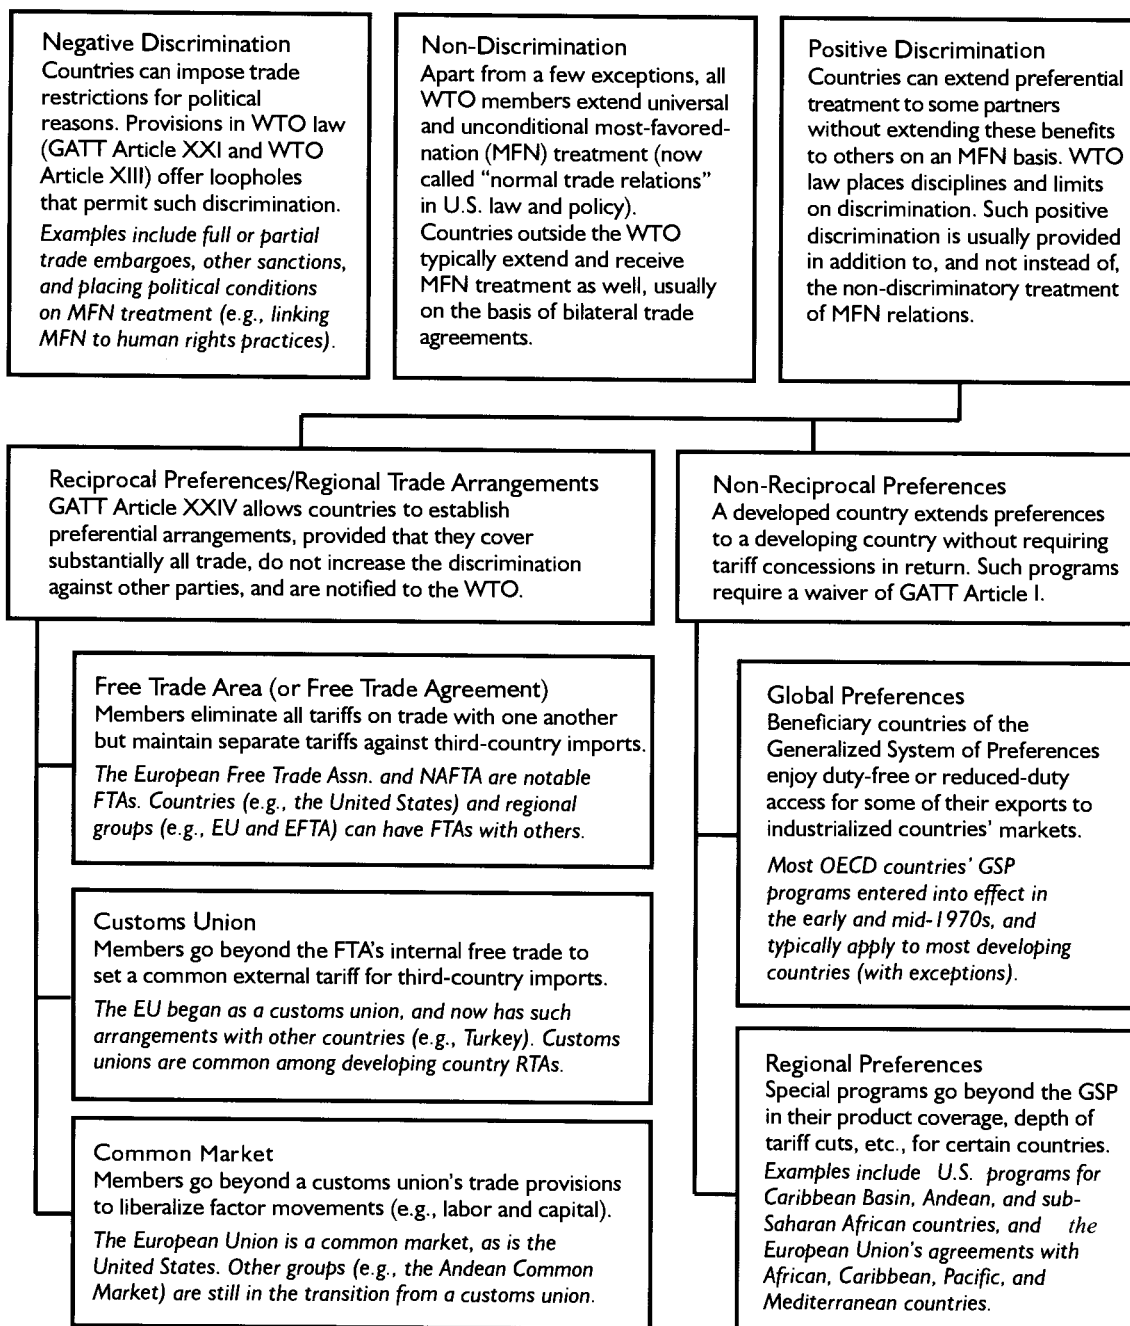 Negative Discrimination
Countries can impose trade
restrictions for political
reasons. Provisions in WTO law
(GATT Article XXI and WTO
Article XIII) offer loopholes
that permit such discrimination.
Examples include full or partial
trade embargoes, other sanctions,
and placing political conditions
on MFN treatment (e.g., linking
MFN to human rights practices).
Non-Discrimination
Apart from a few exceptions, all
WTO members extend universal
and unconditional most-favored-
nation (MFN) treatment (now
called "normal trade relations"
in U.S. law and policy).
Countries outside the WTO
typically extend and receive
MFN treatment as well, usually
on the basis of bilateral trade
agreements.
Positive Discrimination
Countries can extend preferential
treatment to some partners
without extending these benefits
to others on an MFN basis. WTO
law places disciplines and limits
on discrimination. Such positive
discrimination is usually provided
in addition to, and not instead of,
the non-discriminatory treatment
of MFN relations.
Reciprocal Preferences/Regional Trade Arrangements
GATT Article XXIV allows countries to establish
preferential arrangements, provided that they cover
substantially all trade, do not increase the discrimination
against other parties, and are notified to the WTO.
Free Trade Area (or Free Trade Agreement)
Members eliminate all tariffs on trade with one another
but maintain separate tariffs against third-country imports.
The European Free Trade Assn. and NAFTA are notable
FTAs. Countries (e.g., the United States) and regional
groups (e.g., EU and EFTA) can have FTAs with others.
Customs Union
Members go beyond the FTA's internal free trade to
set a common external tariff for third-country imports.
The EU began as a customs union, and now has such
arrangements with other countries (e.g., Turkey). Customs
unions are common among developing country RTAs.
Common Market
Members go beyond a customs union's trade provisions
to liberalize factor movements (e.g., labor and capital).
The European Union is a common market, as is the
United States. Other groups (e.g., the Andean Common
Market) are still in the transition from a customs union.
Non-Reciprocal Preferences
A developed country extends preferences
to a developing country without requiring
tariff concessions in return. Such programs
require a waiver of GATT Article I.
Global Preferences
Beneficiary countries of the
Generalized System of Preferences
enjoy duty-free or reduced-duty
access for some of their exports to
industrialized countries' markets.
Most OECD countries' GSP
programs entered into effect in
the early and mid-1970s, and
typically apply to most developing
countries (with exceptions).
Regional Preferences
Special programs go beyond the GSP
in their product coverage, depth of
tariff cuts, etc., for certain countries.
Examples include U.S. programs for
Caribbean Basin, Andean, and sub-
Saharan African countries, and the
European Union's agreements with
African, Caribbean, Pacific, and
Mediterranean countries.